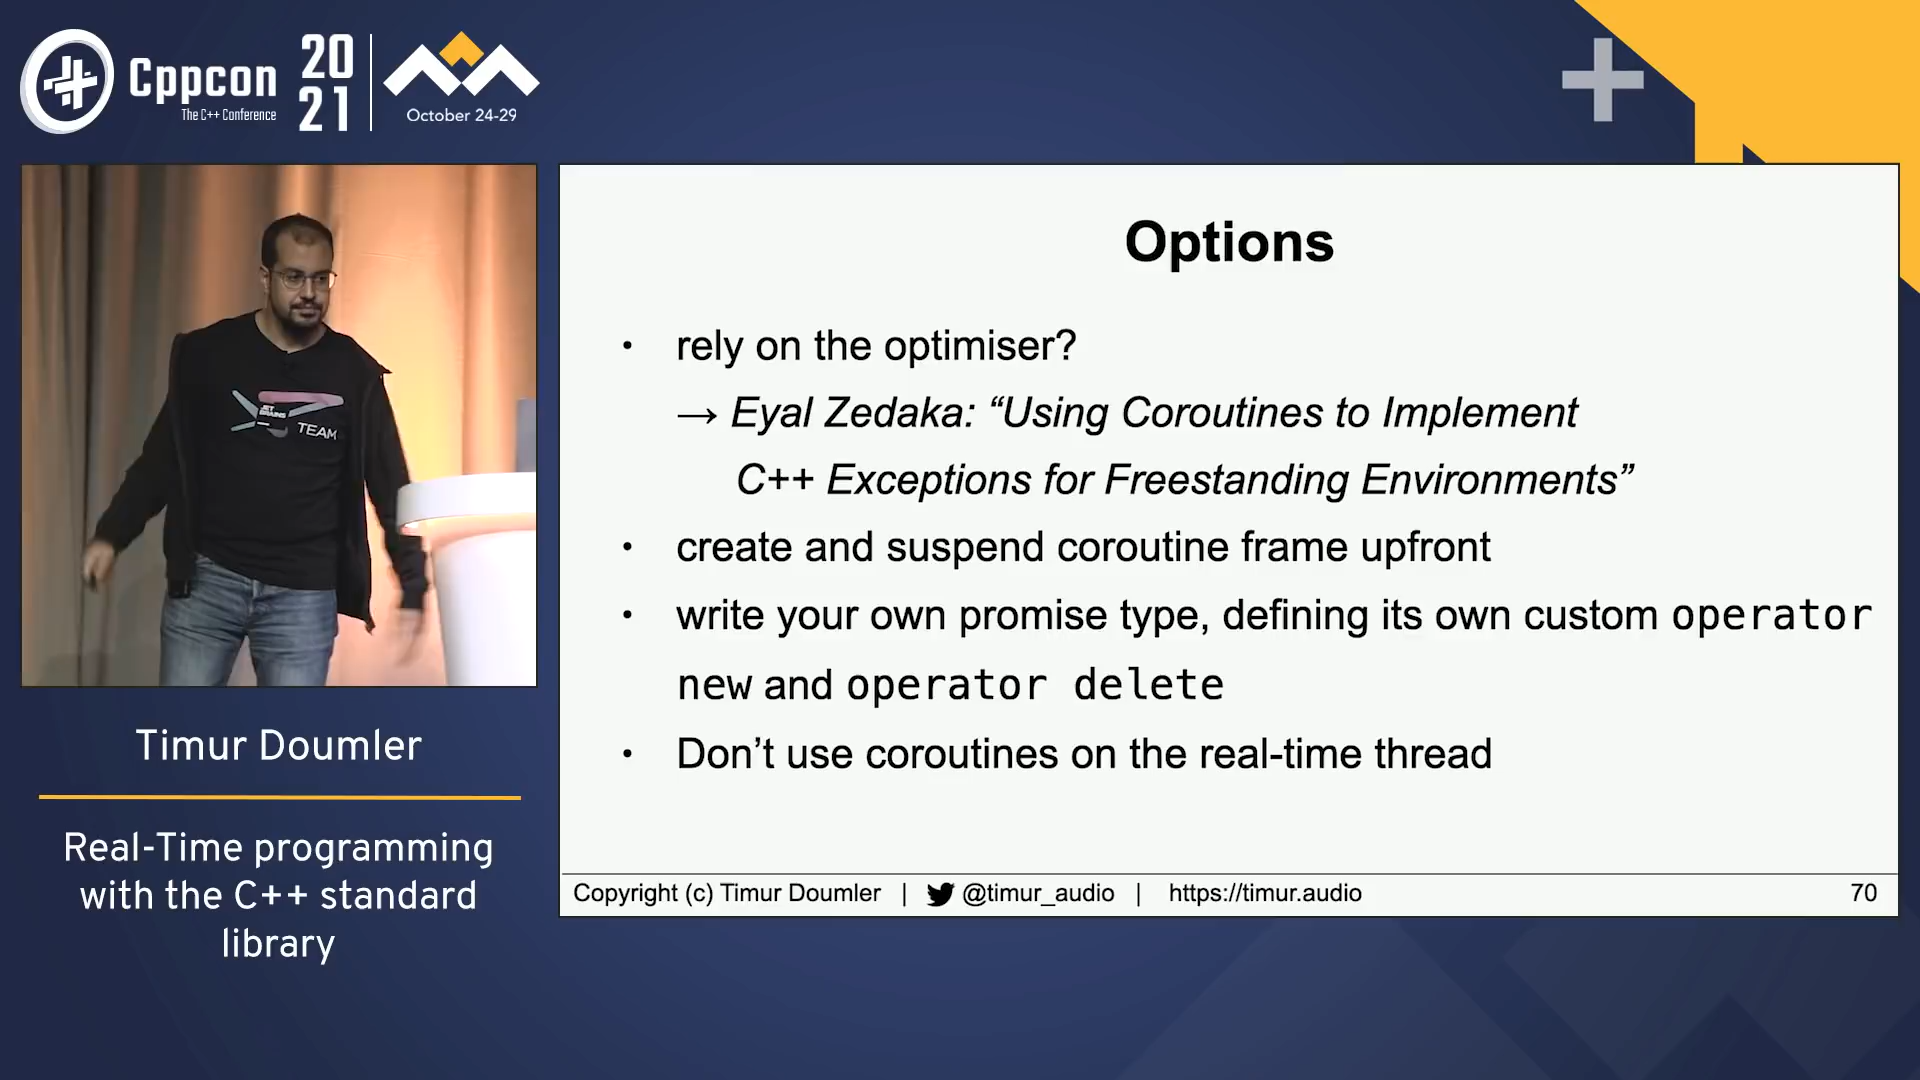 Cppcon
The C++ Conference
20
21
October 24-29
JET
BRAINS
TEAM
Timur Doumler
Real-Time programming
with the C++ standard
library
Options
• rely on the optimiser?
→ Eyal Zedaka: “Using Coroutines to Implement
C++ Exceptions for Freestanding Environments”
• create and suspend coroutine frame upfront
• write your own promise type, defining its own custom operator
new and operator delete
• Don’t use coroutines on the real-time thread
Copyright (c) Timur Doumler | @timur_audio | https://timur.audio 70